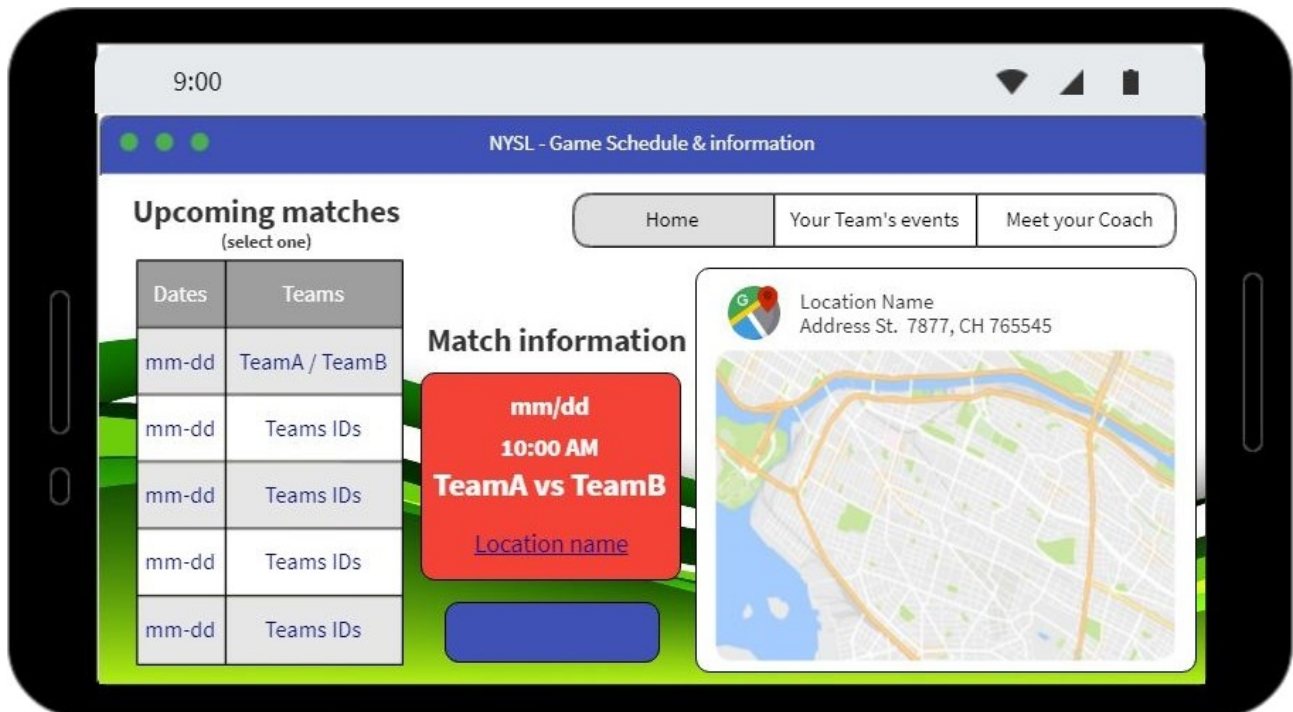 9:00
NYSL - Game Schedule & information
Upcoming matches
(select one)
Home
Your Team's events
Meet your Coach
Dates
Teams
mm-dd
TeamA / TeamB
mm-dd
Teams IDs
mm-dd
Teams IDs
mm-dd
Teams IDs
mm-dd
Teams IDs
Match information
mm/dd
10:00 AM
TeamA vs TeamB
Location name
G
Location Name
Address St. 7877, CH 765545